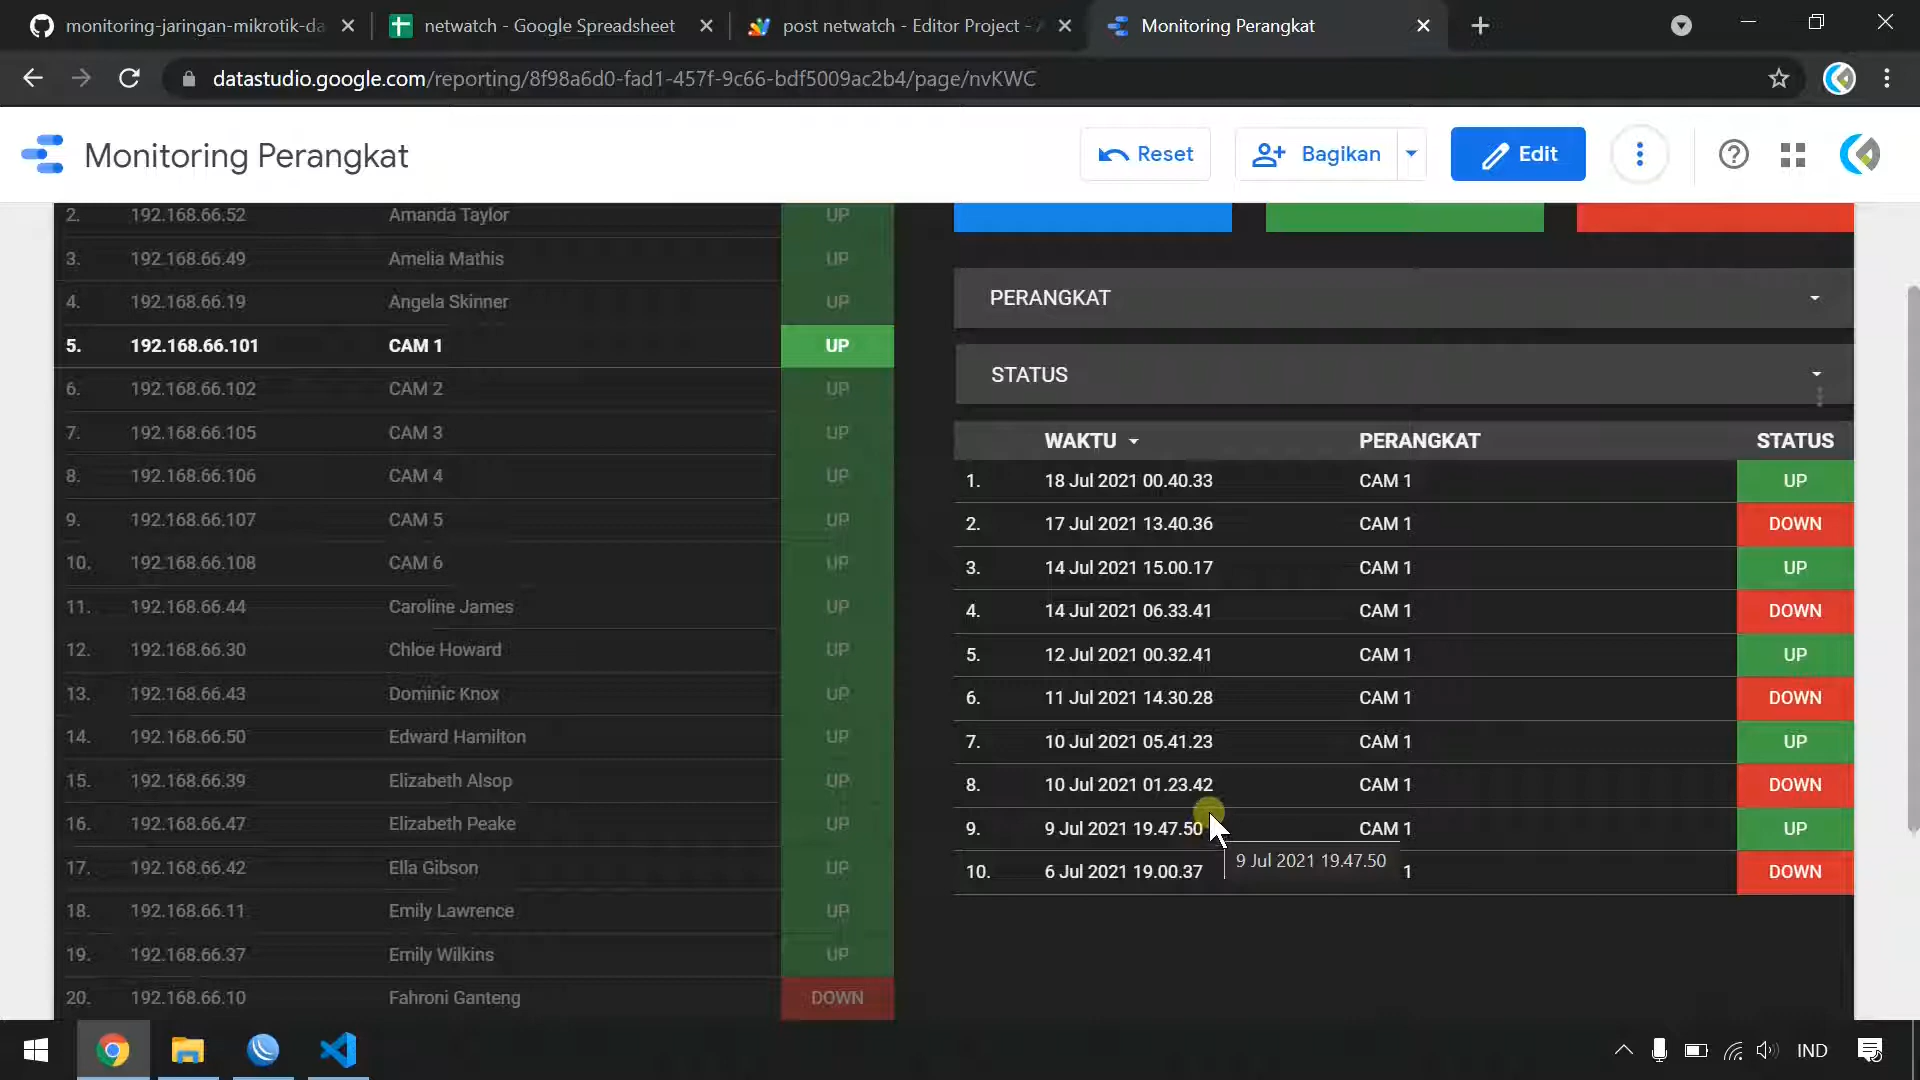 monitoring-jaringan-mikrotik-da
netwatch - Google Spreadsheet
post netwatch - Editor Project - A
Monitoring Perangkat
datastudio.google.com/reporting/8f98a6d0-fad1-457f-9c66-bdf5009ac2b4/page/nvKWC
Monitoring Perangkat
Reset
Bagikan
Edit
2. 192.168.66.52 Amanda Taylor UP
3. 192.168.66.49 Amelia Mathis UP
4. 192.168.66.19 Angela Skinner UP
5. 192.168.66.101 CAM 1 UP
6. 192.168.66.102 CAM 2 UP
7. 192.168.66.105 CAM 3 UP
8. 192.168.66.106 CAM 4 UP
9. 192.168.66.107 CAM 5 UP
10. 192.168.66.108 CAM 6 UP
11. 192.168.66.44 Caroline James UP
12. 192.168.66.30 Chloe Howard UP
13. 192.168.66.43 Dominic Knox UP
14. 192.168.66.50 Edward Hamilton UP
15. 192.168.66.39 Elizabeth Alsop UP
16. 192.168.66.47 Elizabeth Peake UP
17. 192.168.66.42 Ella Gibson UP
18. 192.168.66.11 Emily Lawrence UP
19. 192.168.66.37 Emily Wilkins UP
20. 192.168.66.10 Fahroni Ganteng DOWN
PERANGKAT
STATUS
WAKTU PERANGKAT STATUS
1. 18 Jul 2021 00.40.33 CAM 1 UP
2. 17 Jul 2021 13.40.36 CAM 1 DOWN
3. 14 Jul 2021 15.00.17 CAM 1 UP
4. 14 Jul 2021 06.33.41 CAM 1 DOWN
5. 12 Jul 2021 00.32.41 CAM 1 UP
6. 11 Jul 2021 14.30.28 CAM 1 DOWN
7. 10 Jul 2021 05.41.23 CAM 1 UP
8. 10 Jul 2021 01.23.42 CAM 1 DOWN
9. 9 Jul 2021 19.47.50 CAM 1 UP
9 Jul 2021 19.47.50
10. 6 Jul 2021 19.00.37 1 DOWN
IND